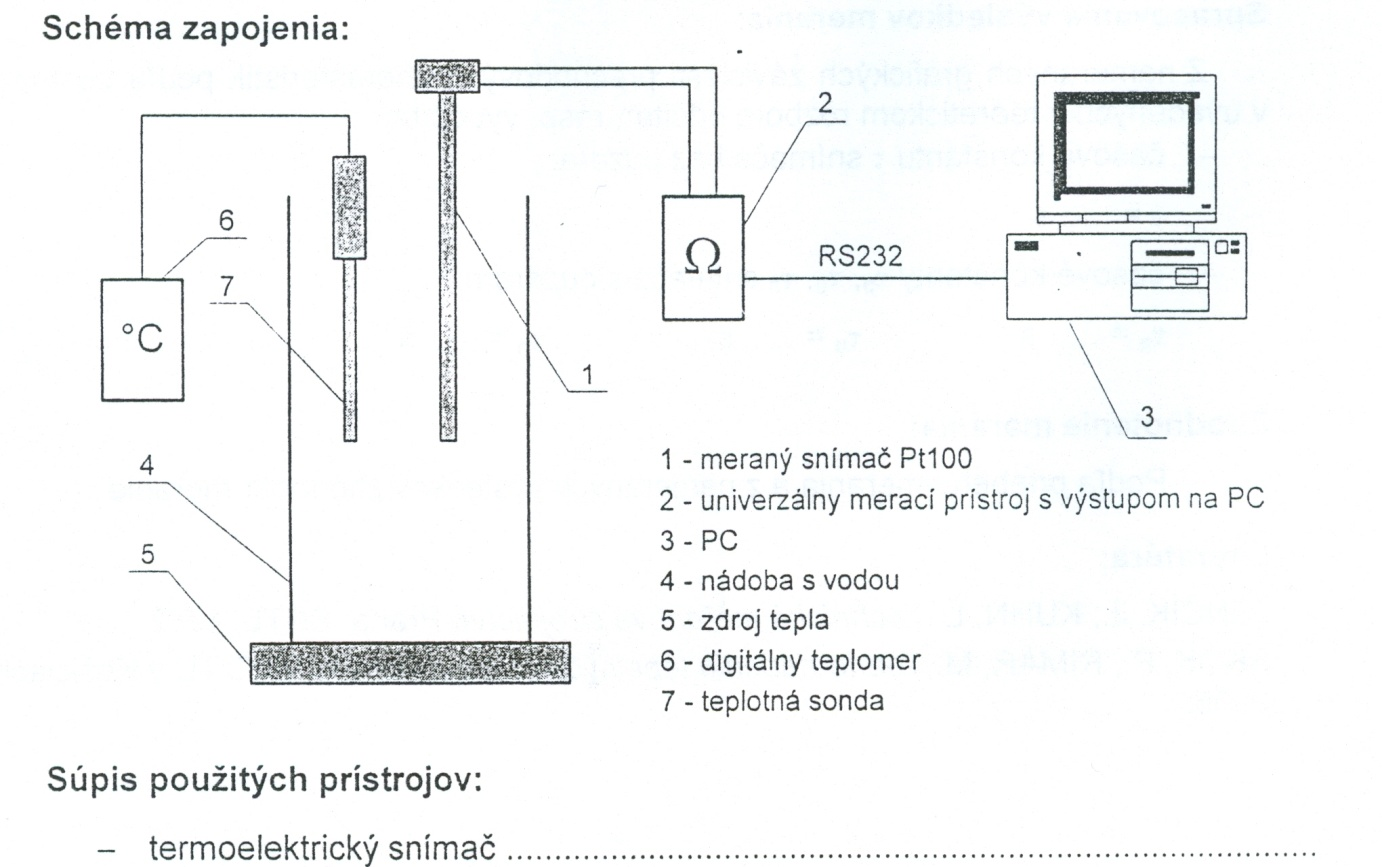 Schéma zapojenia:
2
6
Ω
RS232
7
°C
1
3
4
1 - meraný snímač Pt100
2 - univerzálny merací prístroj s výstupom na PC
3 - PC
5
4 - nádoba s vodou
5 - zdroj tepla
6 - digitálny teplomer
7 - teplotná sonda
Súpis použitých prístrojov:
– termoelektrický snímač ................................................................................